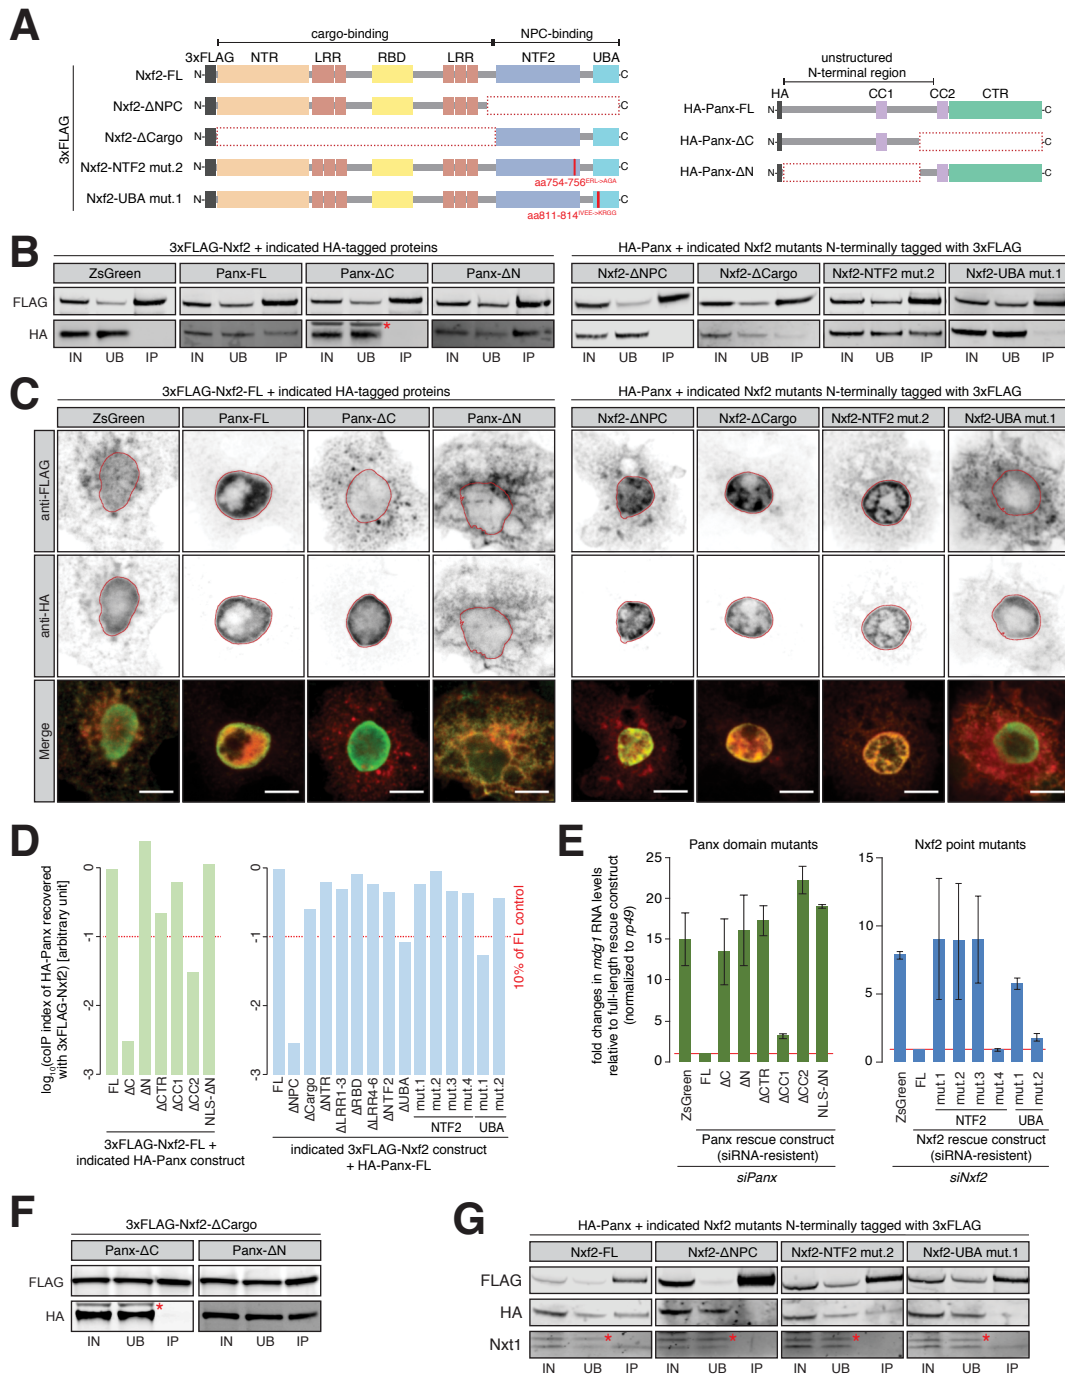 A
cargo-binding
NPC-binding
3xFLAG NTR LRR RBD LRR NTF2 UBA
Nxf2-FL N- -C
Nxf2-ΔNPC N- -C
Nxf2-ΔCargo N- -C
Nxf2-NTF2 mut.2 N- -C
aa754-756ERL->AGA
Nxf2-UBA mut.1 N- -C
aa811-814IVEE->KRGG
3xFLAG
unstructured
N-terminal region
HA CC1 CC2 CTR
HA-Panx-FL N- -C
HA-Panx-ΔC N- -C
HA-Panx-ΔN N- -C
B
3xFLAG-Nxf2 + indicated HA-tagged proteins
HA-Panx + indicated Nxf2 mutants N-terminally tagged with 3xFLAG
ZsGreen Panx-FL Panx-ΔC Panx-ΔN
Nxf2-ΔNPC Nxf2-ΔCargo Nxf2-NTF2 mut.2 Nxf2-UBA mut.1
FLAG
HA
*
IN UB IP IN UB IP IN UB IP IN UB IP
IN UB IP IN UB IP IN UB IP IN UB IP
C
3xFLAG-Nxf2-FL + indicated HA-tagged proteins
HA-Panx + indicated Nxf2 mutants N-terminally tagged with 3xFLAG
ZsGreen Panx-FL Panx-ΔC Panx-ΔN
Nxf2-ΔNPC Nxf2-ΔCargo Nxf2-NTF2 mut.2 Nxf2-UBA mut.1
anti-FLAG
anti-HA
Merge
D
log10(coIP index of HA-Panx recovered
with 3xFLAG-Nxf2) [arbitrary unit]
0
-1
-2
-3
FL ΔC ΔN ΔCTR ΔCC1 ΔCC2 NLS-ΔN
3xFLAG-Nxf2-FL +
indicated HA-Panx construct
0
-1
-2
-3
10% of FL control
FL ΔNPC ΔCargo ΔNTR ΔLRR1-3 ΔRBD ΔLRR4-6 ΔNTF2 ΔUBA mut.1 mut.2 mut.3 mut.4 mut.1 mut.2
NTF2 UBA
indicated 3xFLAG-Nxf2 construct
+ HA-Panx-FL
E
fold changes in mdg1 RNA levels
relative to full-length rescue construct
(normalized to rp49)
Panx domain mutants
25
20
15
10
5
0
ZsGreen FL ΔC ΔN ΔCTR ΔCC1 ΔCC2 NLS-ΔN
Panx rescue construct
(siRNA-resistent)
siPanx
Nxf2 point mutants
15
10
5
0
ZsGreen FL mut.1 mut.2 mut.3 mut.4 mut.1 mut.2
NTF2 UBA
Nxf2 rescue construct
(siRNA-resistent)
siNxf2
F
3xFLAG-Nxf2-ΔCargo
Panx-ΔC Panx-ΔN
FLAG
HA
*
IN UB IP IN UB IP
G
HA-Panx + indicated Nxf2 mutants N-terminally tagged with 3xFLAG
Nxf2-FL Nxf2-ΔNPC Nxf2-NTF2 mut.2 Nxf2-UBA mut.1
FLAG
HA
Nxt1
* * * *
IN UB IP IN UB IP IN UB IP IN UB IP